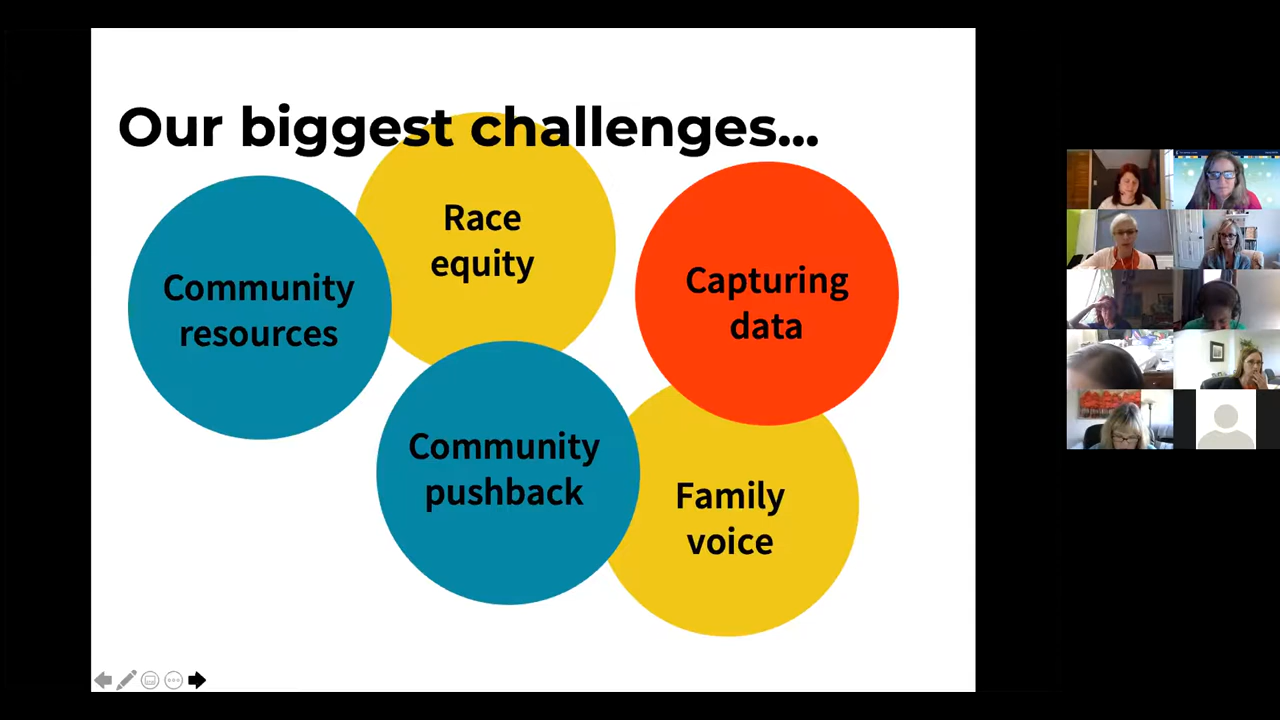 Our biggest challenges...
Race
equity
Community
resources
Capturing
data
Community
pushback
Family
voice